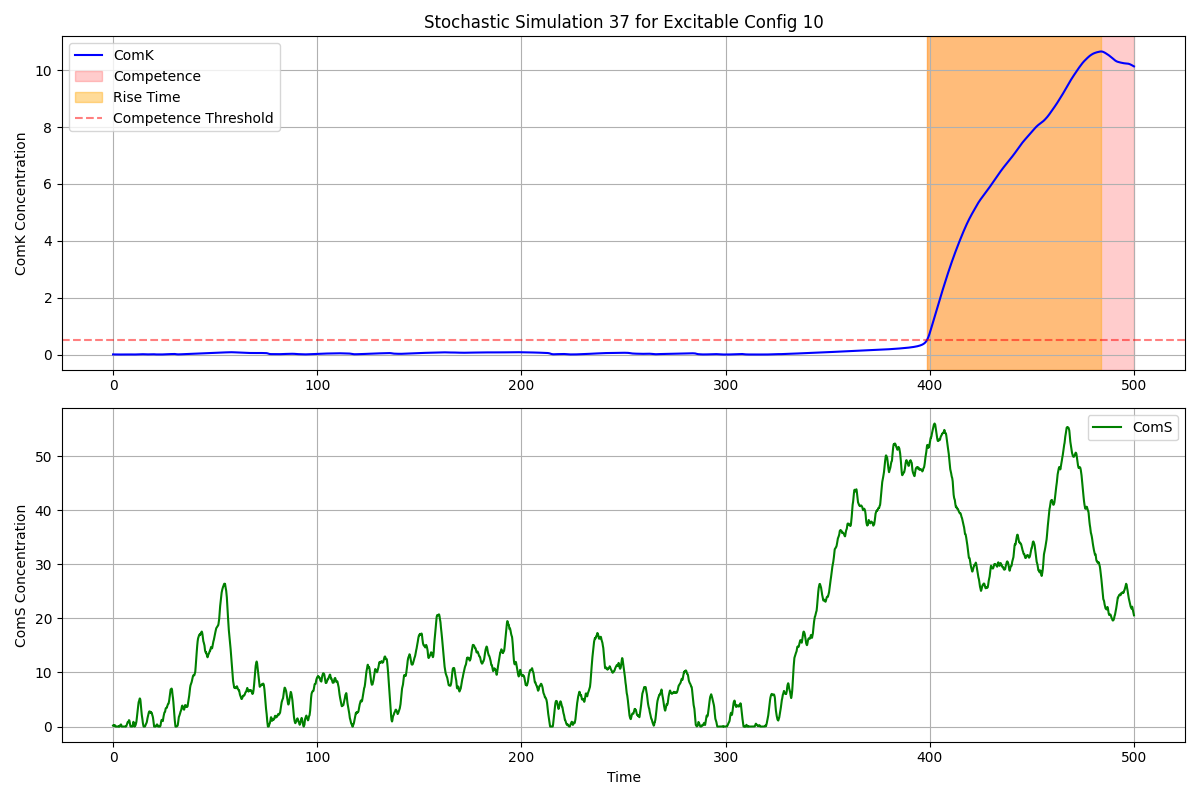 Stochastic Simulation 37 for Excitable Config 10
ComK
Competence
Rise Time
Competence Threshold
ComK Concentration
10
8
6
4
2
0
0 100 200 300 400 500
ComS
ComS Concentration
50
40
30
20
10
0
0 100 200 300 400 500
Time